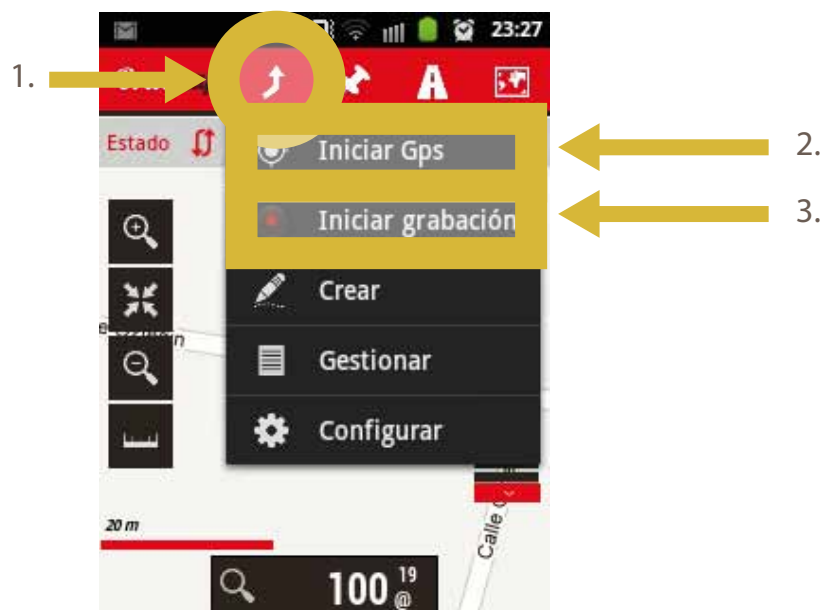 23:27
1.
Estado
Iniciar Gps
2.
Iniciar grabación
3.
Crear
Gestionar
Configurar
20 m
Calle
100 19
@